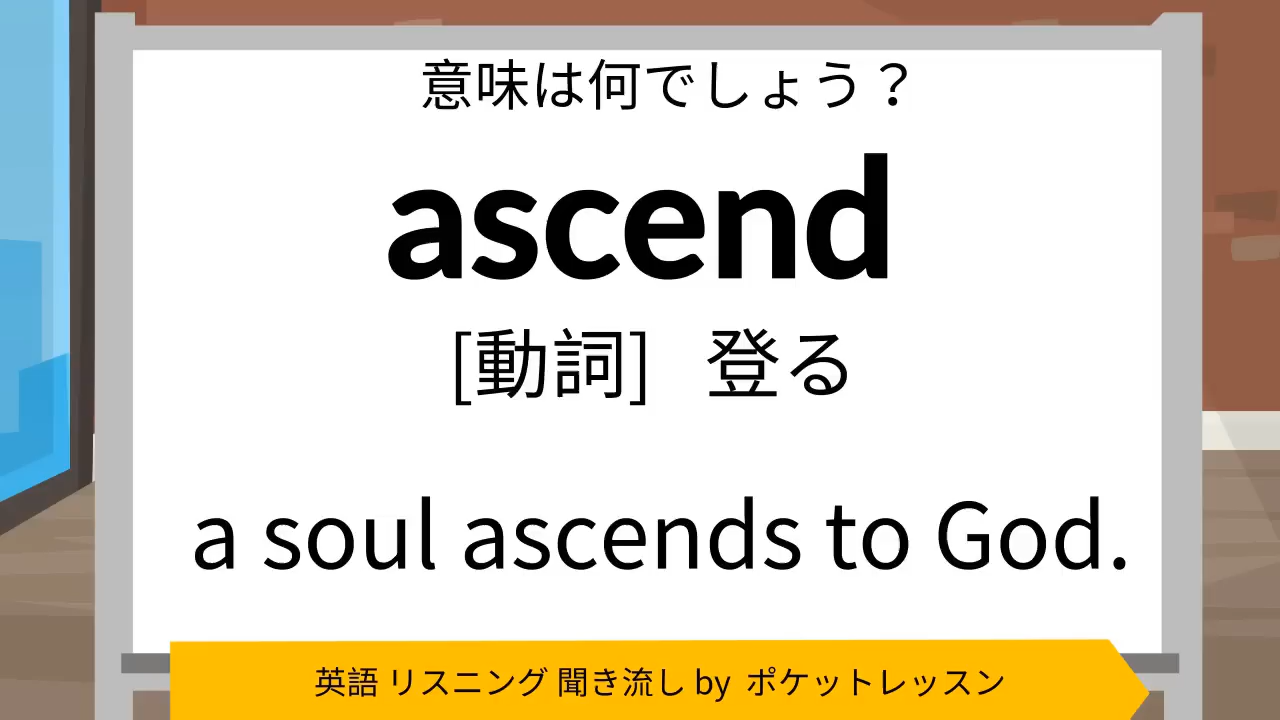 意味は何でしょう？
ascend
[動詞] 登る
a soul ascends to God.
英語 リスニング 聞き流し by ポケットレッスン